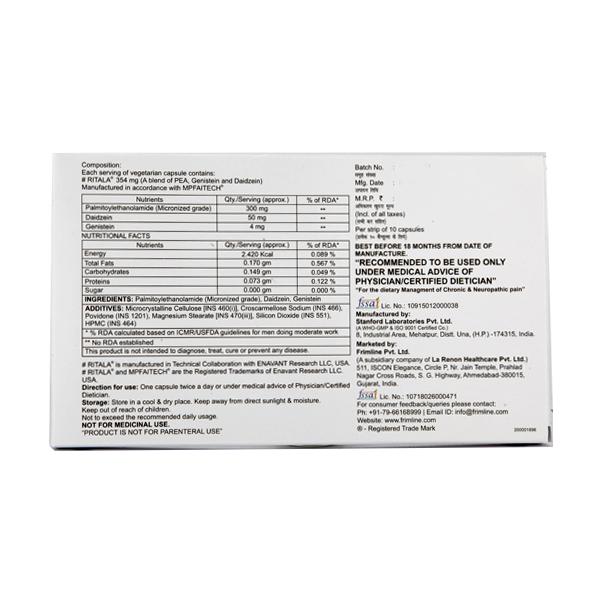 Composition:
Each serving of vegetarian capsule contains:
# RITALA® 354 mg (A blend of PEA, Genistein and Daidzein)
Manufactured in accordance with MPFAITECH®
Nutrients Qty./Serving (approx.) % of RDA*
Palmitoylethanolamide (Micronized grade) 300 mg **
Daidzein 50 mg **
Genistein 4 mg **
NUTRITIONAL FACTS
Nutrients Qty./Serving (approx.) % of RDA*
Energy 2.420 Kcal 0.089 %
Total Fats 0.170 gm 0.567 %
Carbohydrates 0.149 gm 0.049 %
Proteins 0.073 gm 0.122 %
Sugar 0.000 gm 0.000 %
INGREDIENTS: Palmitoylethanolamide (Micronized grade), Daidzein, Genistein
ADDITIVES: Microcrystalline Cellulose [INS 460(i)], Croscarmellose Sodium (INS 466),
Povidone (INS 1201), Magnesium Stearate [INS 470(iii)], Silicon Dioxide (INS 551),
HPMC (INS 464)
* % RDA calculated based on ICMR/USFDA guidelines for men doing moderate work
** No RDA established
This product is not intended to diagnose, treat, cure or prevent any disease.
# RITALA® is manufactured in Technical Collaboration with ENAVANT Research LLC. USA.
# RITALA® and MPFAITECH® are the Registered Trademarks of Enavant Research LLC.
USA.
Direction for use: One capsule twice a day or under medical advice of Physician/Certified
Dietician.
Storage: Store in a cool & dry place. Keep away from direct sunlight & moisture.
Keep out of reach of children.
Not to exceed the recommended daily usage.
NOT FOR MEDICINAL USE.
"PRODUCT IS NOT FOR PARENTERAL USE"
Batch No. :
समूह संख्या
Mfg. Date :
उत्पादन तिथि
M.R.P. ₹ :
अधिकतम खुदरा मूल्य
(Incl. of all taxes)
(सभी कर सहित)
Per strip of 10 capsules
(प्रत्येक १० कैप्सूल्स के लिये)
BEST BEFORE 18 MONTHS FROM DATE OF
MANUFACTURE.
"RECOMMENDED TO BE USED ONLY
UNDER MEDICAL ADVICE OF
PHYSICIAN/CERTIFIED DIETICIAN"
"For the dietary Managment of Chronic & Neuropathic pain"
fssai Lic. No.: 10915012000038
Manufactured by:
Stanford Laboratories Pvt. Ltd.
(A WHO-GMP & ISO 9001 Certified Co.)
8, Industrial Area, Mehatpur, Distt. Una, (H.P.) -174315, India.
Marketed by:
Frimline Pvt. Ltd.
(A subsidiary company of La Renon Healthcare Pvt. Ltd.)
511, ISCON Elegance, Circle P, Nr. Jain Temple, Prahlad
Nagar Cross Roads, S. G. Highway, Ahmedabad-380015,
Gujarat, India.
fssai Lic. No.: 10718026000471
For consumer feedback/queries please contact;
Ph: +91-79-66168999 | Email ID: info@frimline.com
Website: www.frimline.com
® - Registered Trade Mark
200001896